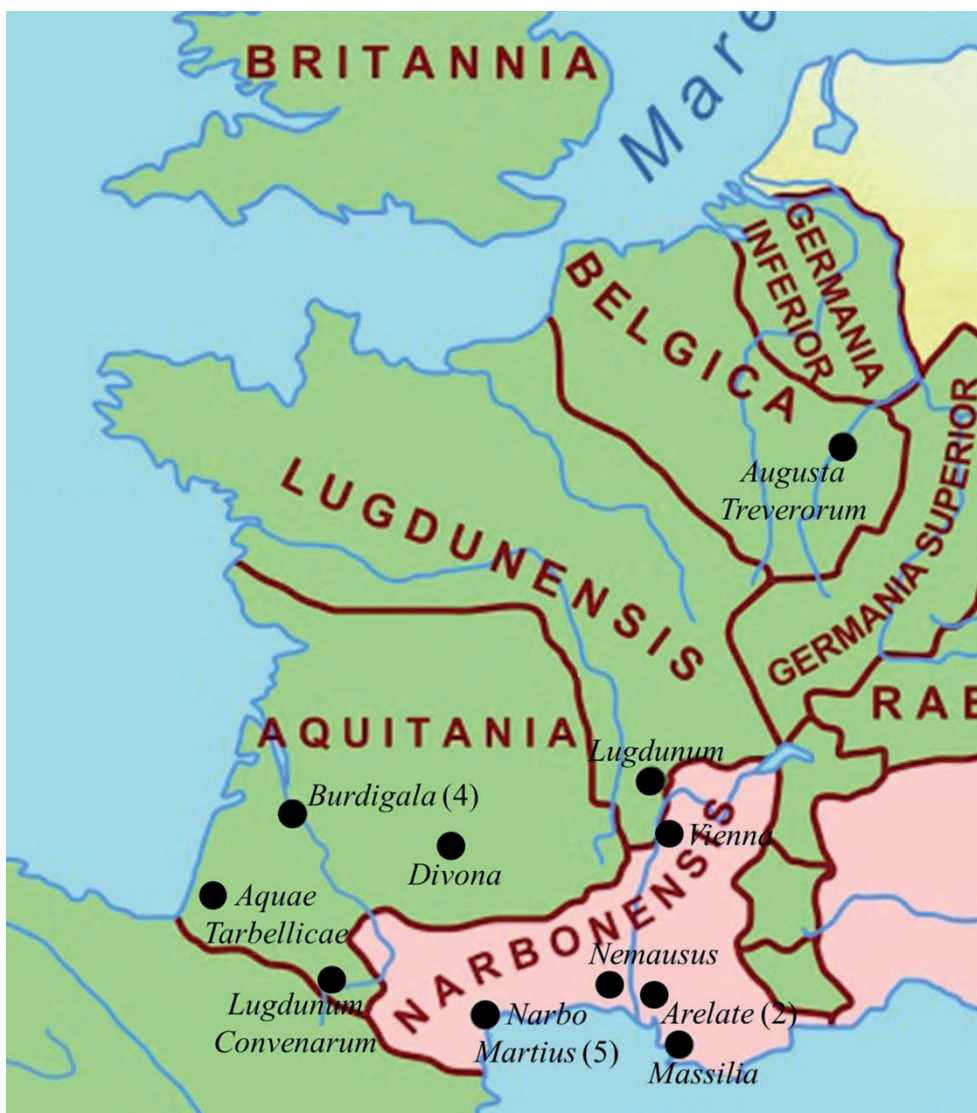 BRITANNIA
Mare
GERMANIA
INFERIOR
BELGICA
Augusta
Treverorum
LUGDUNENSIS
GERMANIA SUPERIOR
RAE
AQUITANIA
Lugdunum
Burdigala (4)
Vienna
Divona
Aquae
Tarbellicae
NARBONENSIS
Nemausus
Lugdunum
Convenarum
Narbo
Martius (5)
Arelate (2)
Massilia